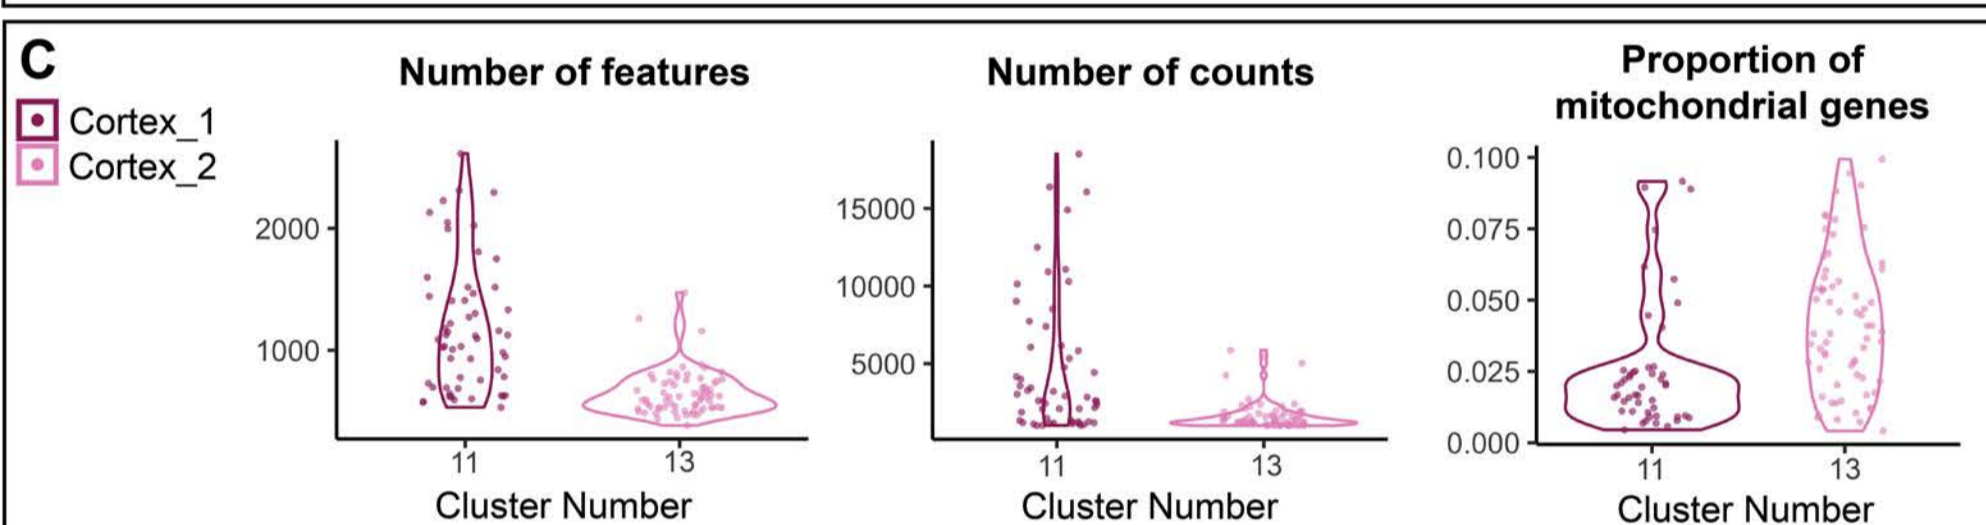 C
Cortex_1
Cortex_2
Number of features
2000
1000
11
13
Cluster Number
Number of counts
15000
10000
5000
11
13
Cluster Number
Proportion of
mitochondrial genes
0.100
0.075
0.050
0.025
0.000
11
13
Cluster Number